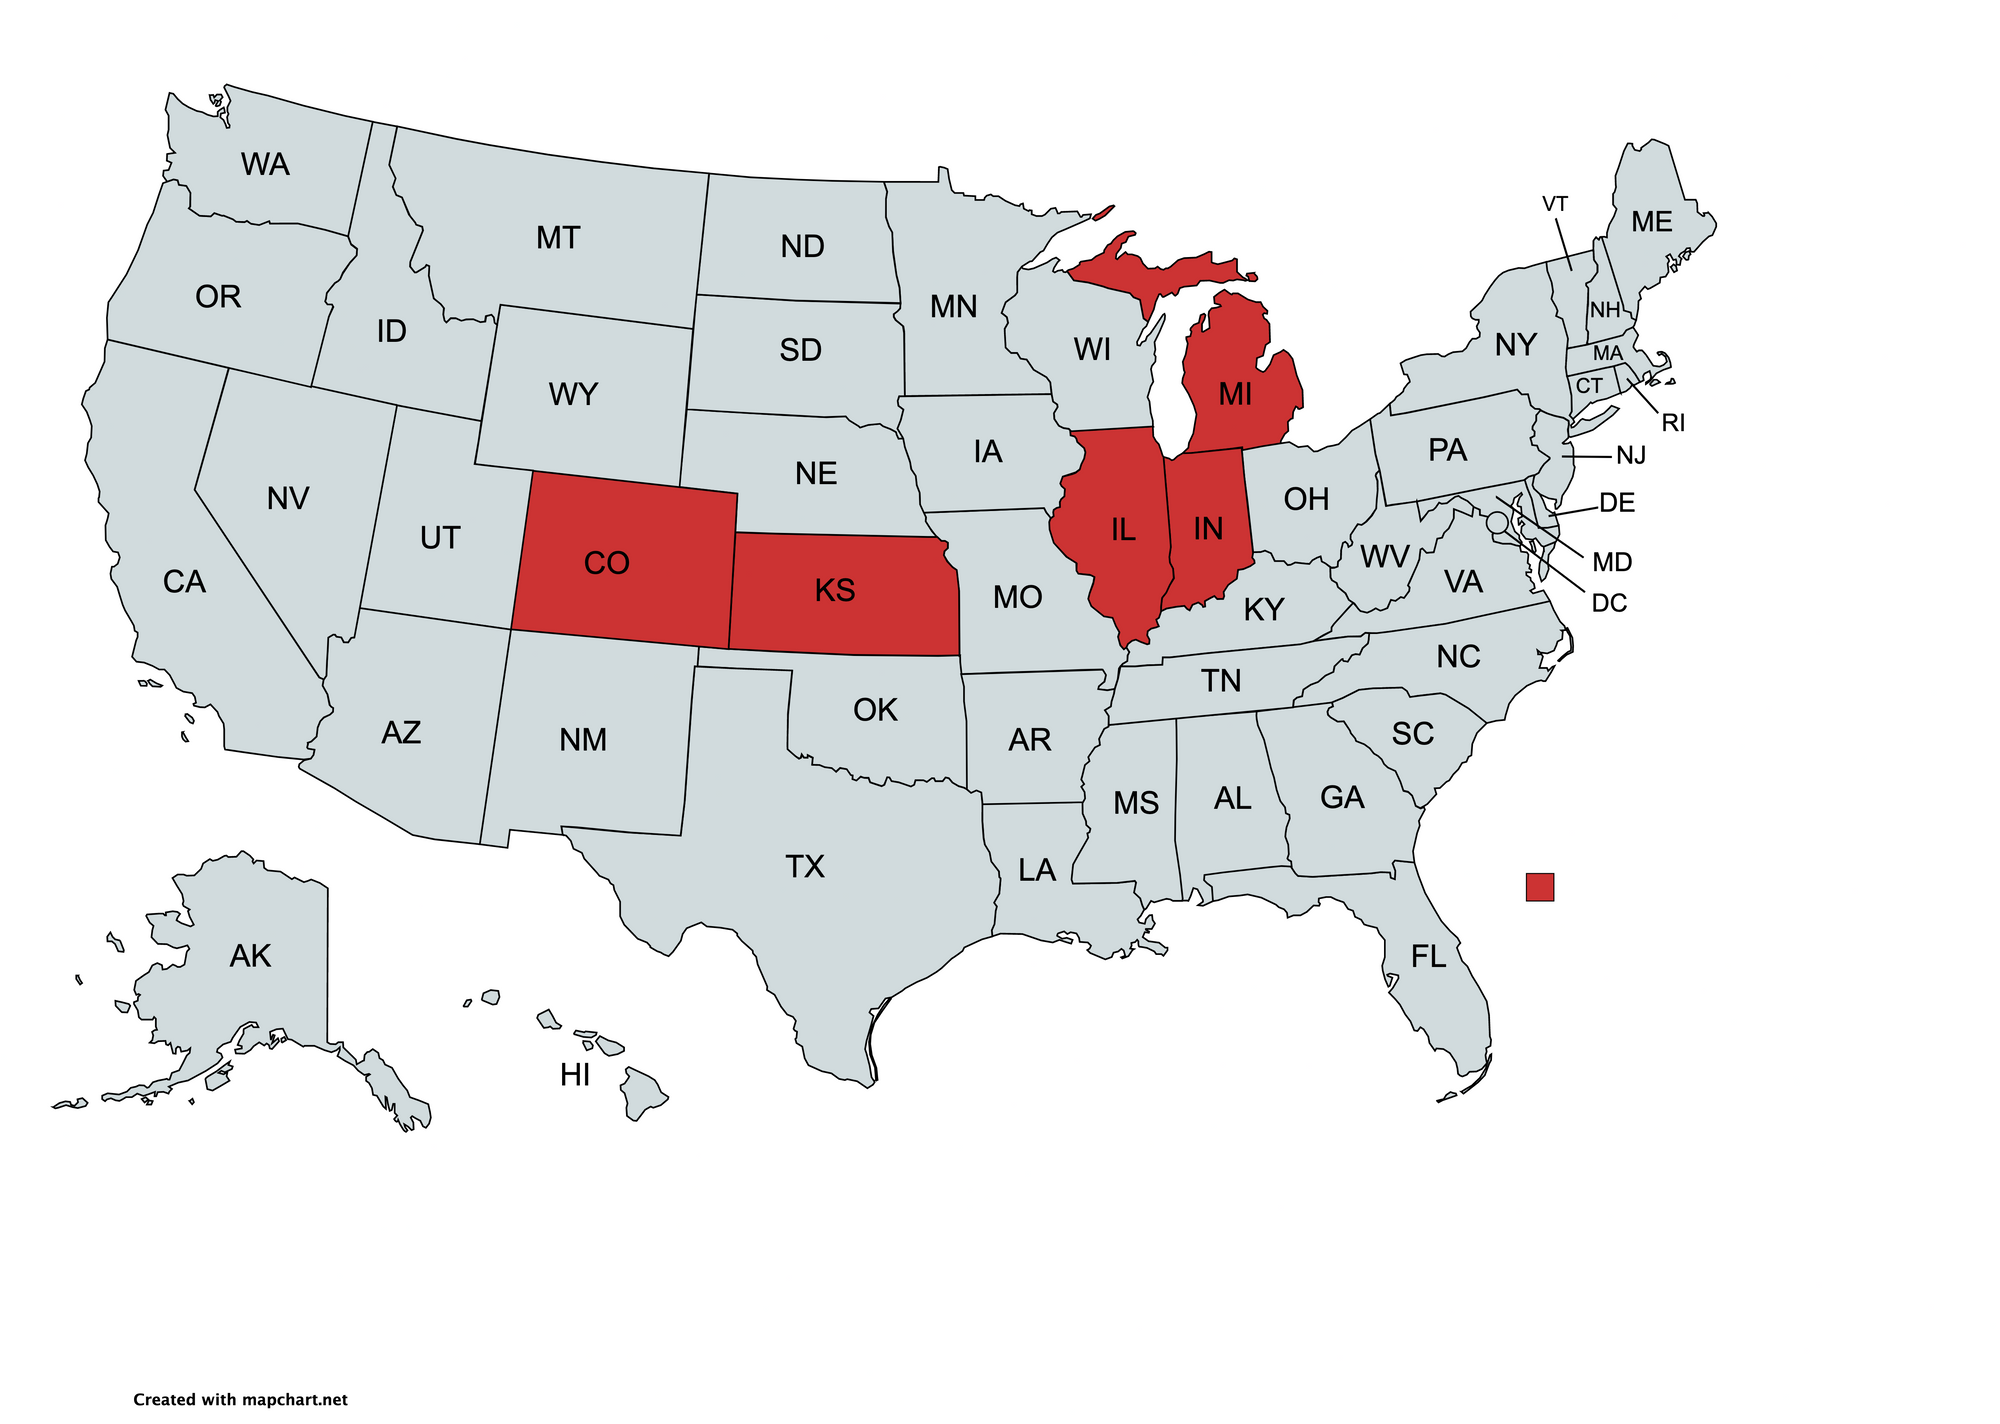 WA
MT
ND
MN
VT
ME
OR
ID
SD
WI
MI
NY
NH
MA
CT
RI
WY
NE
IA
PA
NJ
NV
UT
CO
KS
IL
IN
OH
DE
CA
MO
KY
WV
VA
MD
DC
AZ
NM
OK
AR
TN
NC
SC
TX
LA
MS
AL
GA
FL
AK
HI
Created with mapchart.net